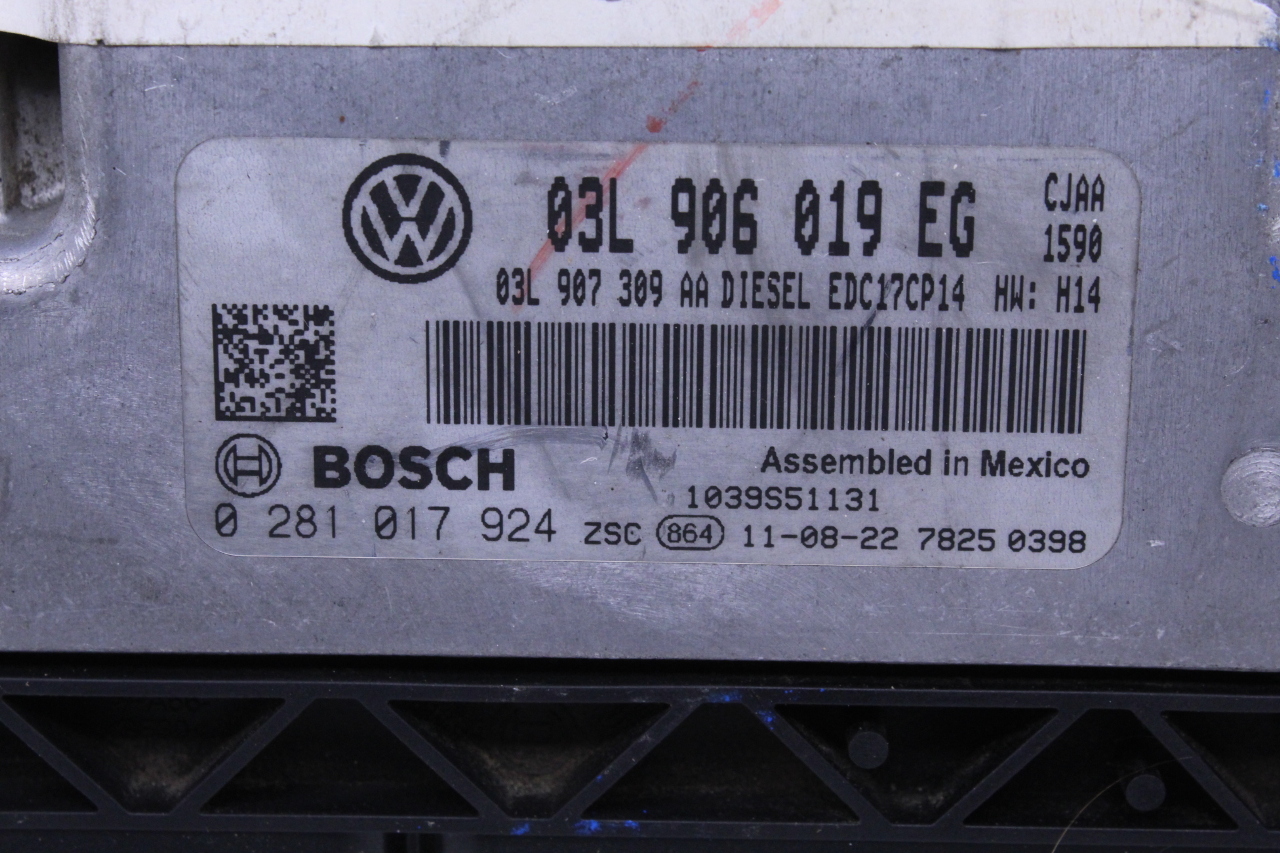 03L 906 019 EG CJAA
1590
03L 907 309 AA DIESEL EDC17CP14 HW: H14
BOSCH
Assembled in Mexico
1039S51131
0 281 017 924 ZSC 864 11-08-22 7825 0398